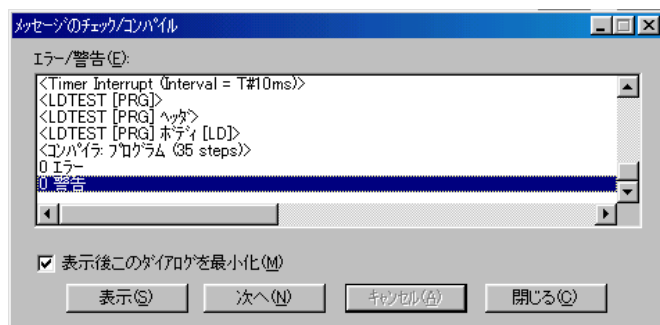 メッセージのチェック/コンパイル
エラー/警告(E):
<Timer Interrupt (Interval = T#10ms)>
<LDTEST [PRG]>
<LDTEST [PRG] ヘッダ>
<LDTEST [PRG] ボディ [LD]>
<コンパイラ: プログラム (35 steps)>
0 エラー
0 警告
表示後このダイアログを最小化(M)
表示(S) 次へ(N) キャンセル(A) 閉じる(C)